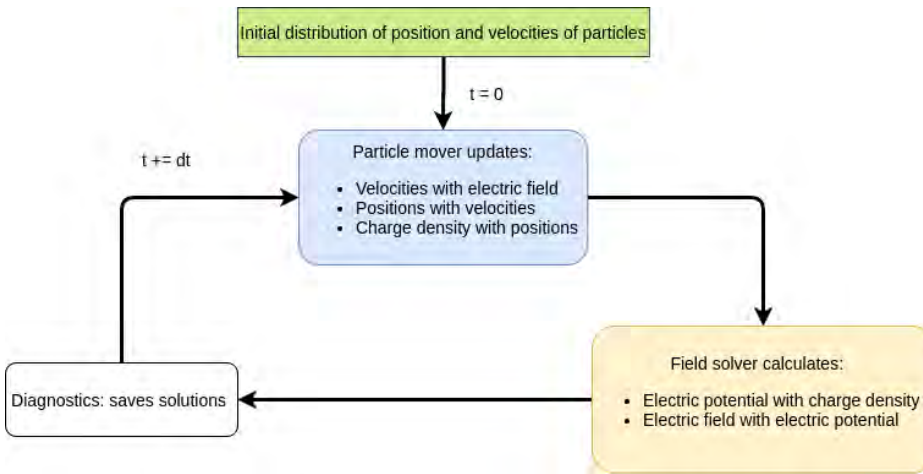 Initial distribution of position and velocities of particles
t = 0
Particle mover updates:
• Velocities with electric field
• Positions with velocities
• Charge density with positions
t += dt
Field solver calculates:
• Electric potential with charge density
• Electric field with electric potential
Diagnostics: saves solutions